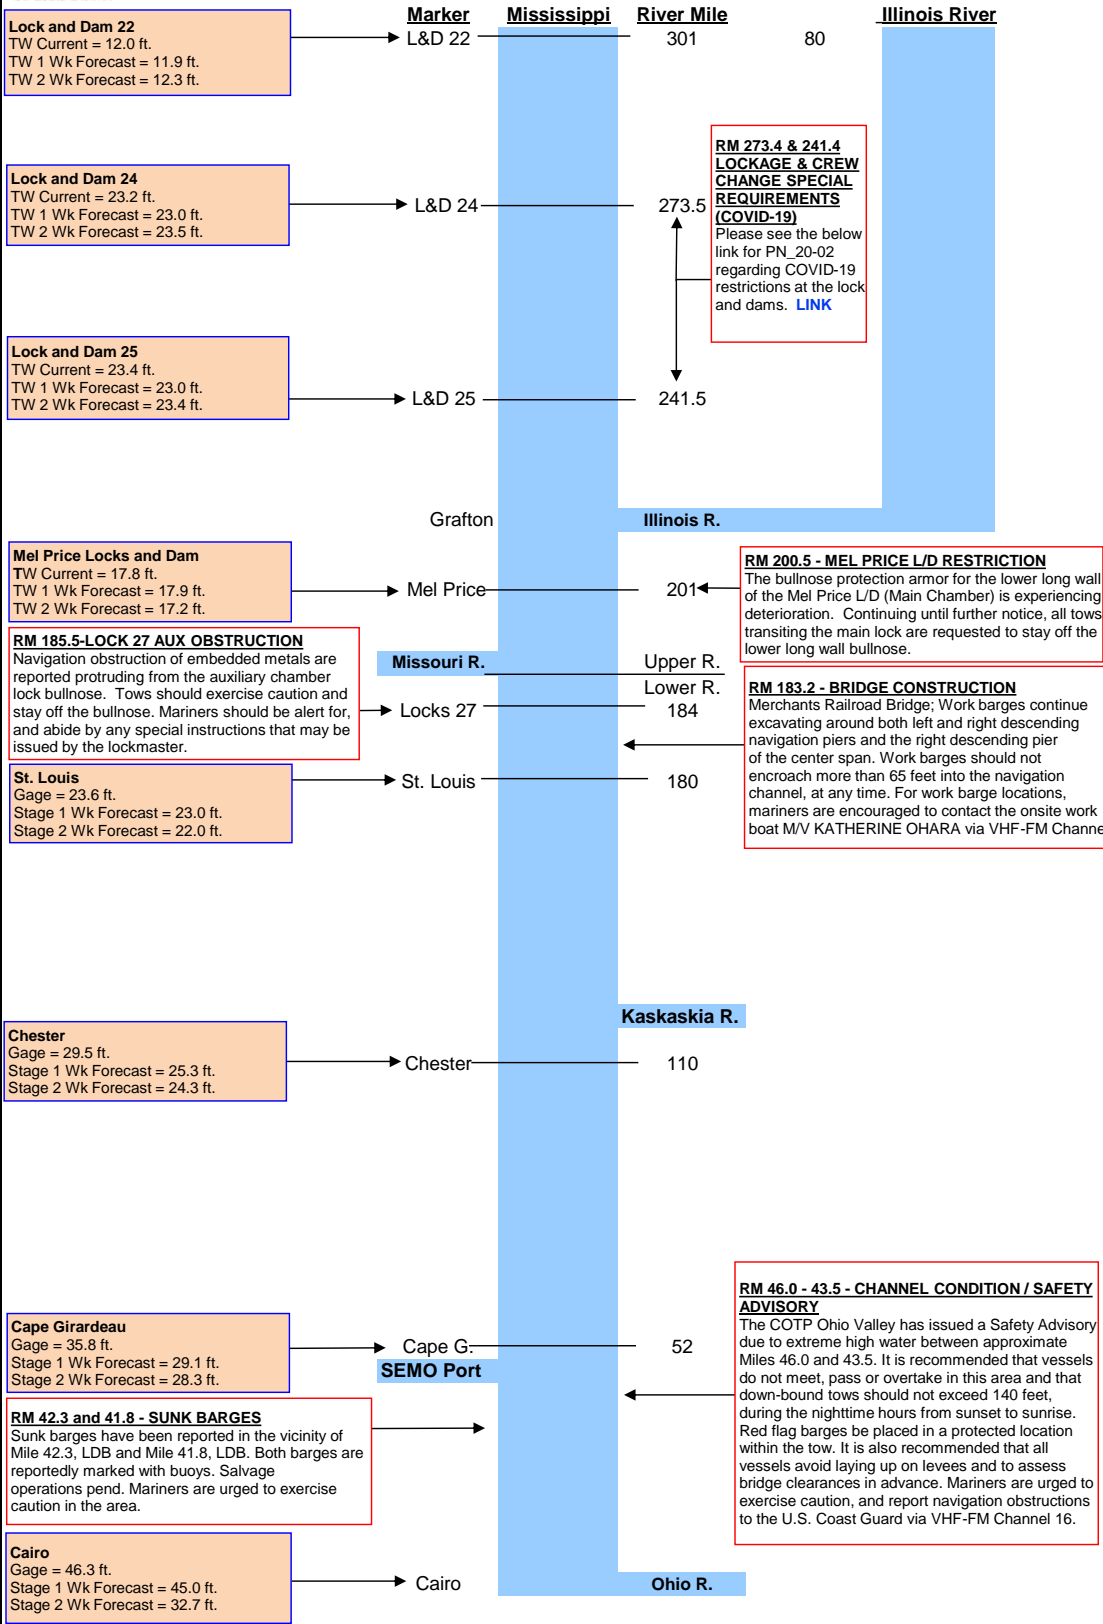 Marker Mississippi River Mile Illinois River
Lock and Dam 22
TW Current = 12.0 ft.
TW 1 Wk Forecast = 11.9 ft.
TW 2 Wk Forecast = 12.3 ft.
L&D 22 301 80
RM 273.4 & 241.4
LOCKAGE & CREW
CHANGE SPECIAL
REQUIREMENTS
(COVID-19)
Please see the below
link for PN_20-02
regarding COVID-19
restrictions at the lock
and dams. LINK
Lock and Dam 24
TW Current = 23.2 ft.
TW 1 Wk Forecast = 23.0 ft.
TW 2 Wk Forecast = 23.5 ft.
L&D 24 273.5
Lock and Dam 25
TW Current = 23.4 ft.
TW 1 Wk Forecast = 23.0 ft.
TW 2 Wk Forecast = 23.4 ft.
L&D 25 241.5
Grafton Illinois R.
Mel Price Locks and Dam
TW Current = 17.8 ft.
TW 1 Wk Forecast = 17.9 ft.
TW 2 Wk Forecast = 17.2 ft.
Mel Price 201
RM 200.5 - MEL PRICE L/D RESTRICTION
The bullnose protection armor for the lower long wall
of the Mel Price L/D (Main Chamber) is experiencing
deterioration. Continuing until further notice, all tows
transiting the main lock are requested to stay off the
lower long wall bullnose.
RM 185.5-LOCK 27 AUX OBSTRUCTION
Navigation obstruction of embedded metals are
reported protruding from the auxiliary chamber
lock bullnose. Tows should exercise caution and
stay off the bullnose. Mariners should be alert for,
and abide by any special instructions that may be
issued by the lockmaster.
Missouri R. Upper R.
Lower R.
Locks 27 184
RM 183.2 - BRIDGE CONSTRUCTION
Merchants Railroad Bridge; Work barges continue
excavating around both left and right descending
navigation piers and the right descending pier
of the center span. Work barges should not
encroach more than 65 feet into the navigation
channel, at any time. For work barge locations,
mariners are encouraged to contact the onsite work
boat M/V KATHERINE OHARA via VHF-FM Channe
St. Louis
Gage = 23.6 ft.
Stage 1 Wk Forecast = 23.0 ft.
Stage 2 Wk Forecast = 22.0 ft.
St. Louis 180
Kaskaskia R.
Chester
Gage = 29.5 ft.
Stage 1 Wk Forecast = 25.3 ft.
Stage 2 Wk Forecast = 24.3 ft.
Chester 110
Cape Girardeau
Gage = 35.8 ft.
Stage 1 Wk Forecast = 29.1 ft.
Stage 2 Wk Forecast = 28.3 ft.
Cape G. 52
SEMO Port
RM 46.0 - 43.5 - CHANNEL CONDITION / SAFETY
ADVISORY
The COTP Ohio Valley has issued a Safety Advisory
due to extreme high water between approximate
Miles 46.0 and 43.5. It is recommended that vessels
do not meet, pass or overtake in this area and that
down-bound tows should not exceed 140 feet,
during the nighttime hours from sunset to sunrise.
Red flag barges be placed in a protected location
within the tow. It is also recommended that all
vessels avoid laying up on levees and to assess
bridge clearances in advance. Mariners are urged to
exercise caution, and report navigation obstructions
to the U.S. Coast Guard via VHF-FM Channel 16.
RM 42.3 and 41.8 - SUNK BARGES
Sunk barges have been reported in the vicinity of
Mile 42.3, LDB and Mile 41.8, LDB. Both barges are
reportedly marked with buoys. Salvage
operations pend. Mariners are urged to exercise
caution in the area.
Cairo
Gage = 46.3 ft.
Stage 1 Wk Forecast = 45.0 ft.
Stage 2 Wk Forecast = 32.7 ft.
Cairo Ohio R.